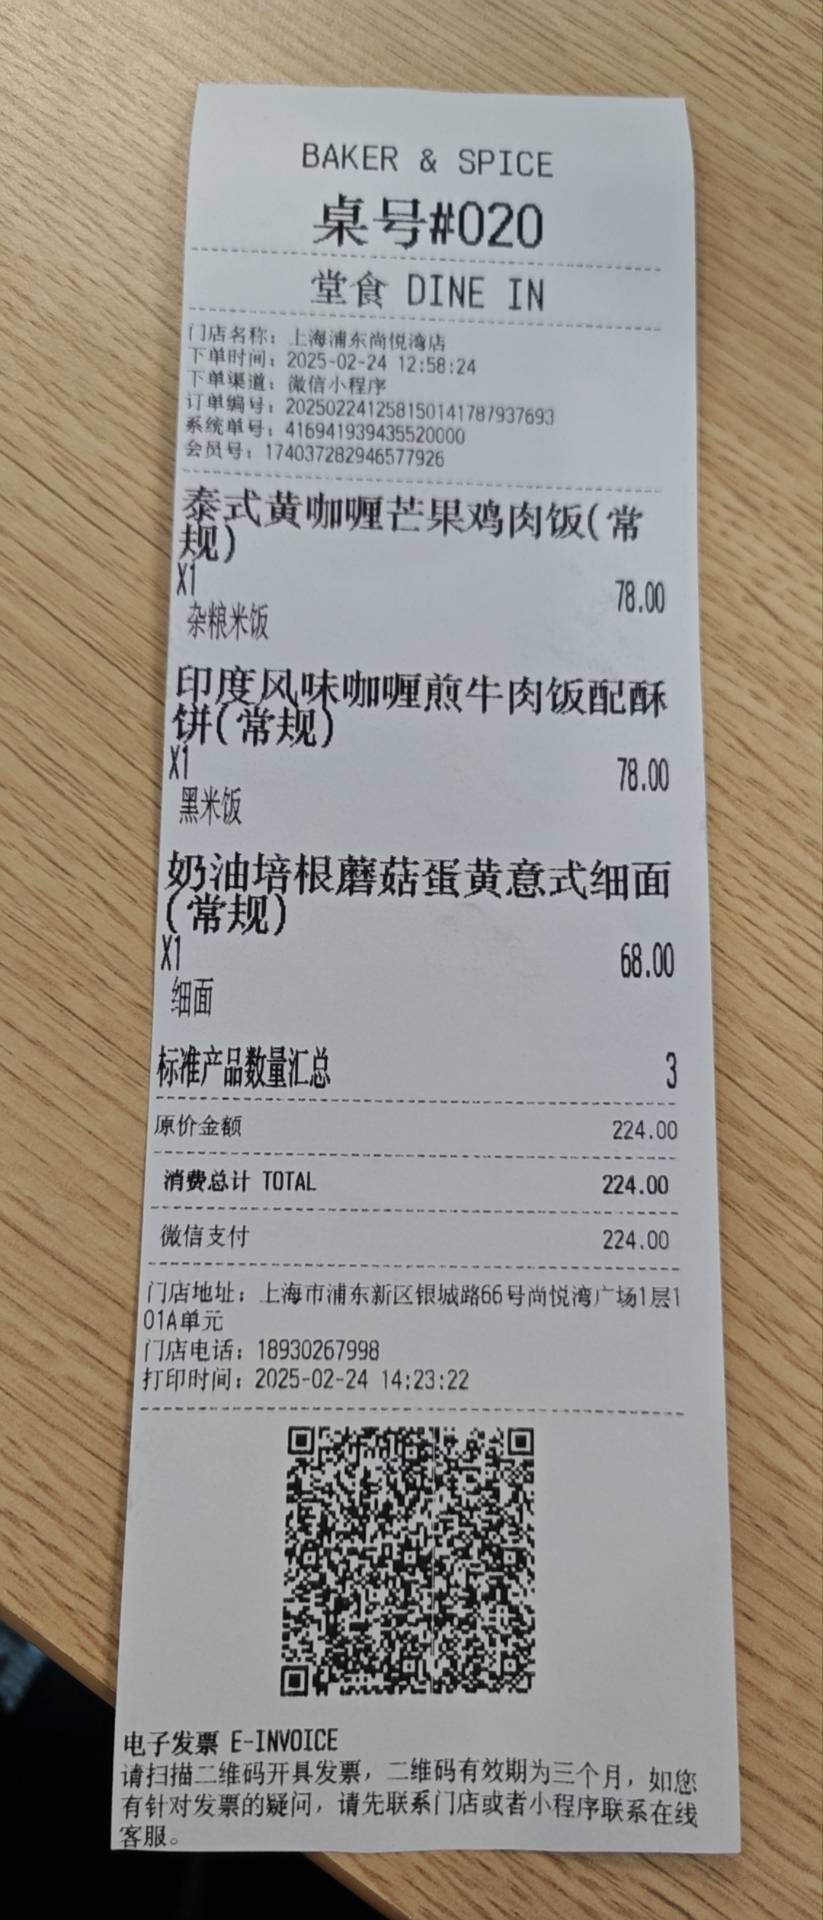 BAKER & SPICE
桌号#020
堂食 DINE IN
门店名称：上海浦东尚悦湾店
下单时间：2025-02-24 12:58:24
下单渠道：微信小程序
订单编号：20250224125815014178793​7693
系统单号：416941939435520000
会员号：174037282946577926
泰式黄咖喱芒果鸡肉饭(常
规)
X1 78.00
杂粮米饭
印度风味咖喱煎牛肉饭配酥
饼(常规)
X1 78.00
黑米饭
奶油培根蘑菇蛋黄意式细面
(常规)
X1 68.00
细面
标准产品数量汇总 3
原价金额 224.00
消费总计 TOTAL 224.00
微信支付 224.00
门店地址：上海市浦东新区银城路66号尚悦湾广场1层1
01A单元
门店电话：18930267998
打印时间：2025-02-24 14:23:22
电子发票 E-INVOICE
请扫描二维码开具发票，二维码有效期为三个月，如您
有针对发票的疑问，请先联系门店或者小程序联系在线
客服。